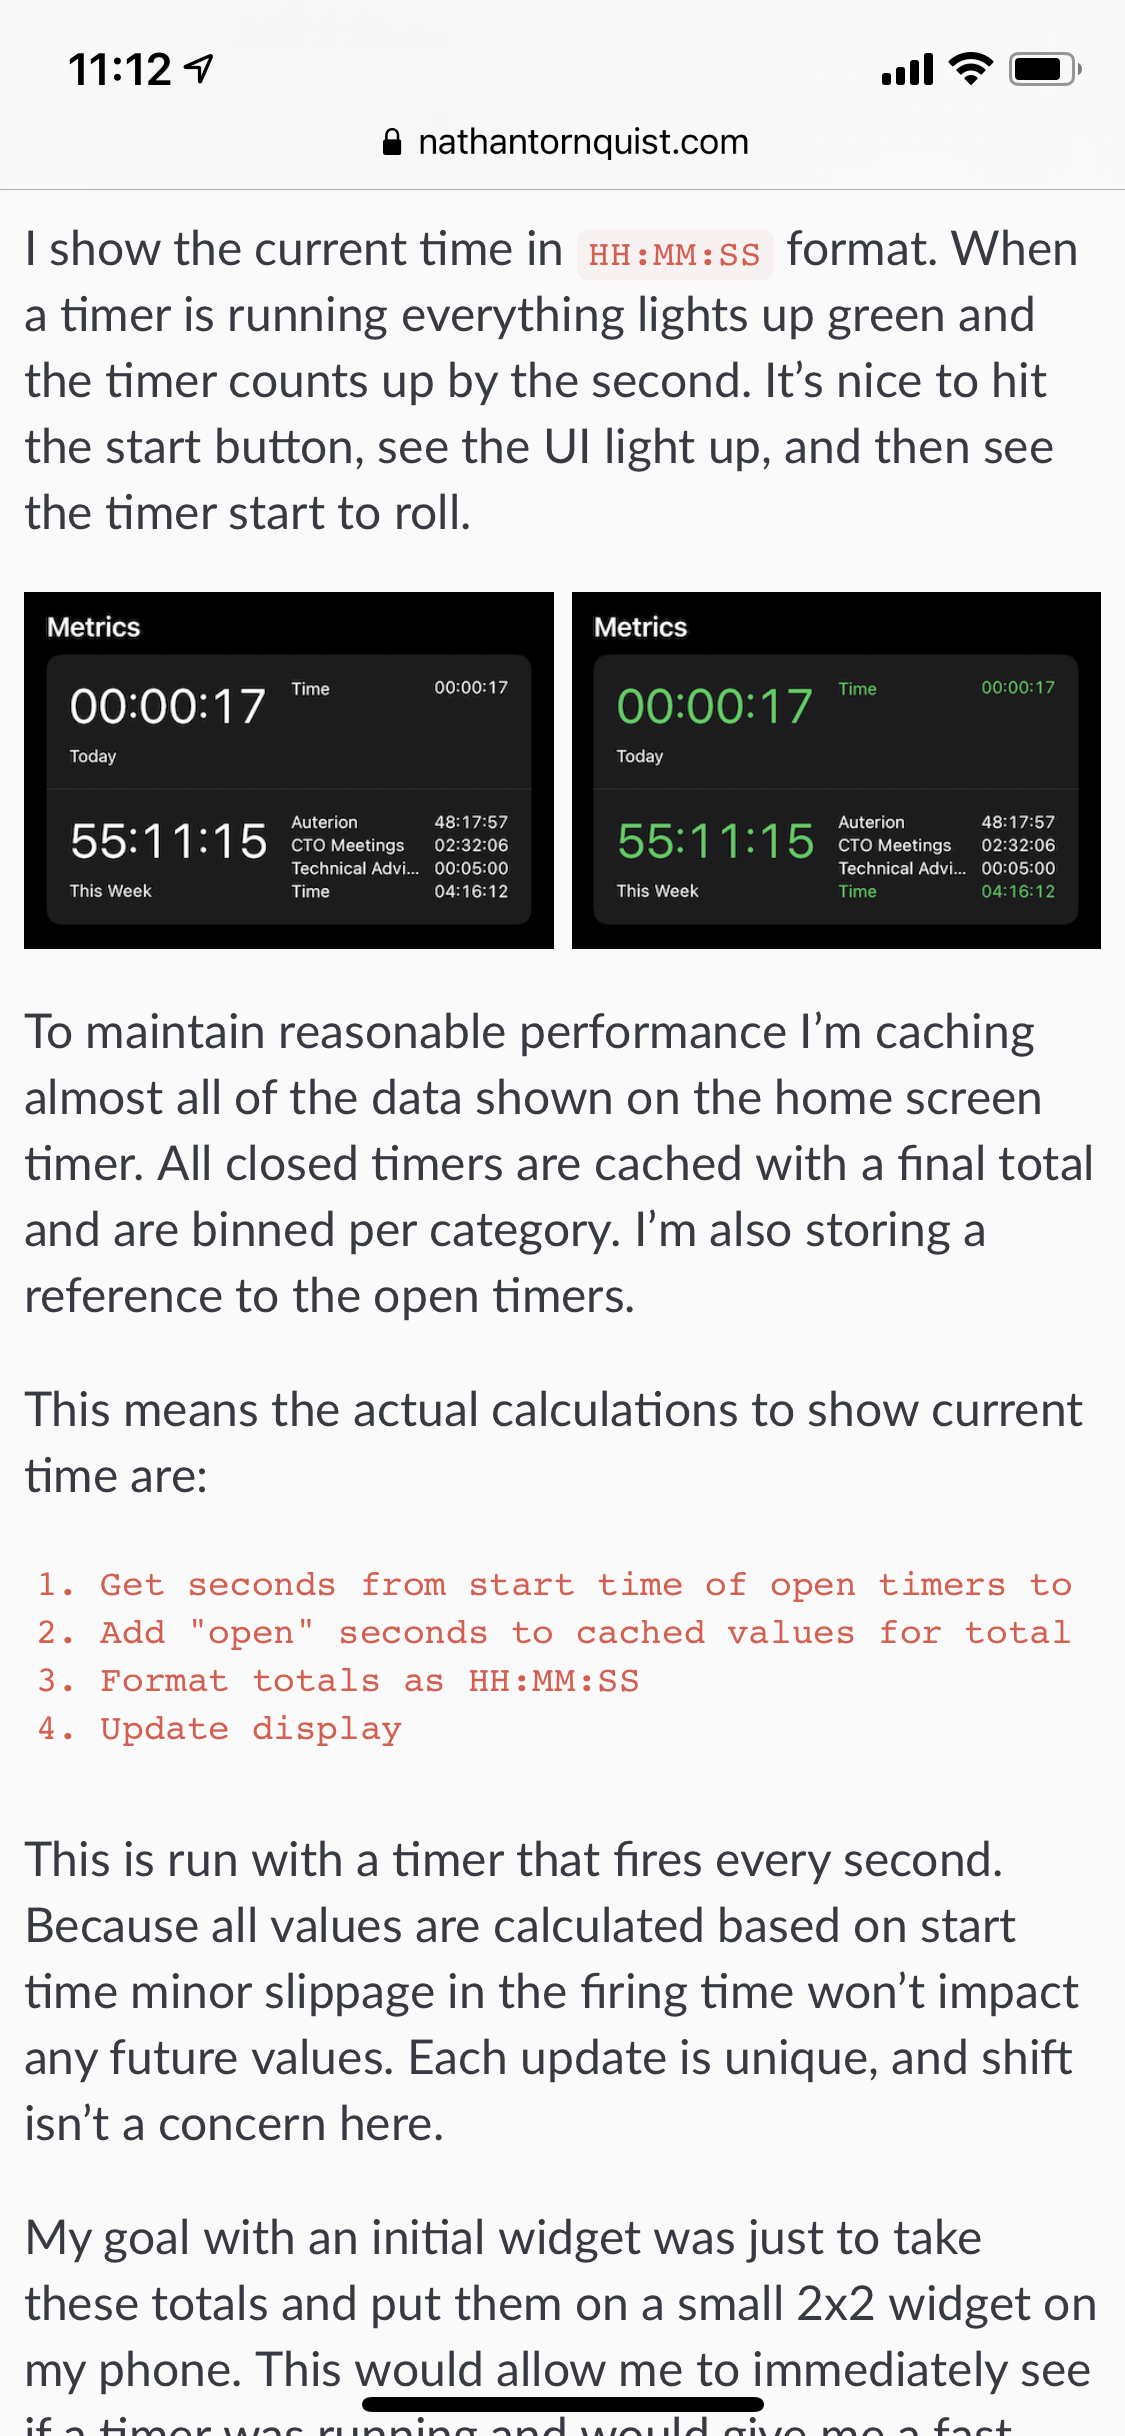 11:12
nathantornquist.com
I show the current time in HH:MM:SS format. When
a timer is running everything lights up green and
the timer counts up by the second. It’s nice to hit
the start button, see the UI light up, and then see
the timer start to roll.
Metrics
00:00:17 Time 00:00:17
Today
55:11:15 Auterion 48:17:57
CTO Meetings 02:32:06
Technical Advi... 00:05:00
This Week Time 04:16:12
Metrics
00:00:17 Time 00:00:17
Today
55:11:15 Auterion 48:17:57
CTO Meetings 02:32:06
Technical Advi... 00:05:00
This Week Time 04:16:12
To maintain reasonable performance I’m caching
almost all of the data shown on the home screen
timer. All closed timers are cached with a final total
and are binned per category. I’m also storing a
reference to the open timers.
This means the actual calculations to show current
time are:
1. Get seconds from start time of open timers to
2. Add "open" seconds to cached values for total
3. Format totals as HH:MM:SS
4. Update display
This is run with a timer that fires every second.
Because all values are calculated based on start
time minor slippage in the firing time won’t impact
any future values. Each update is unique, and shift
isn’t a concern here.
My goal with an initial widget was just to take
these totals and put them on a small 2x2 widget on
my phone. This would allow me to immediately see
if a timer was running and would give me a fast